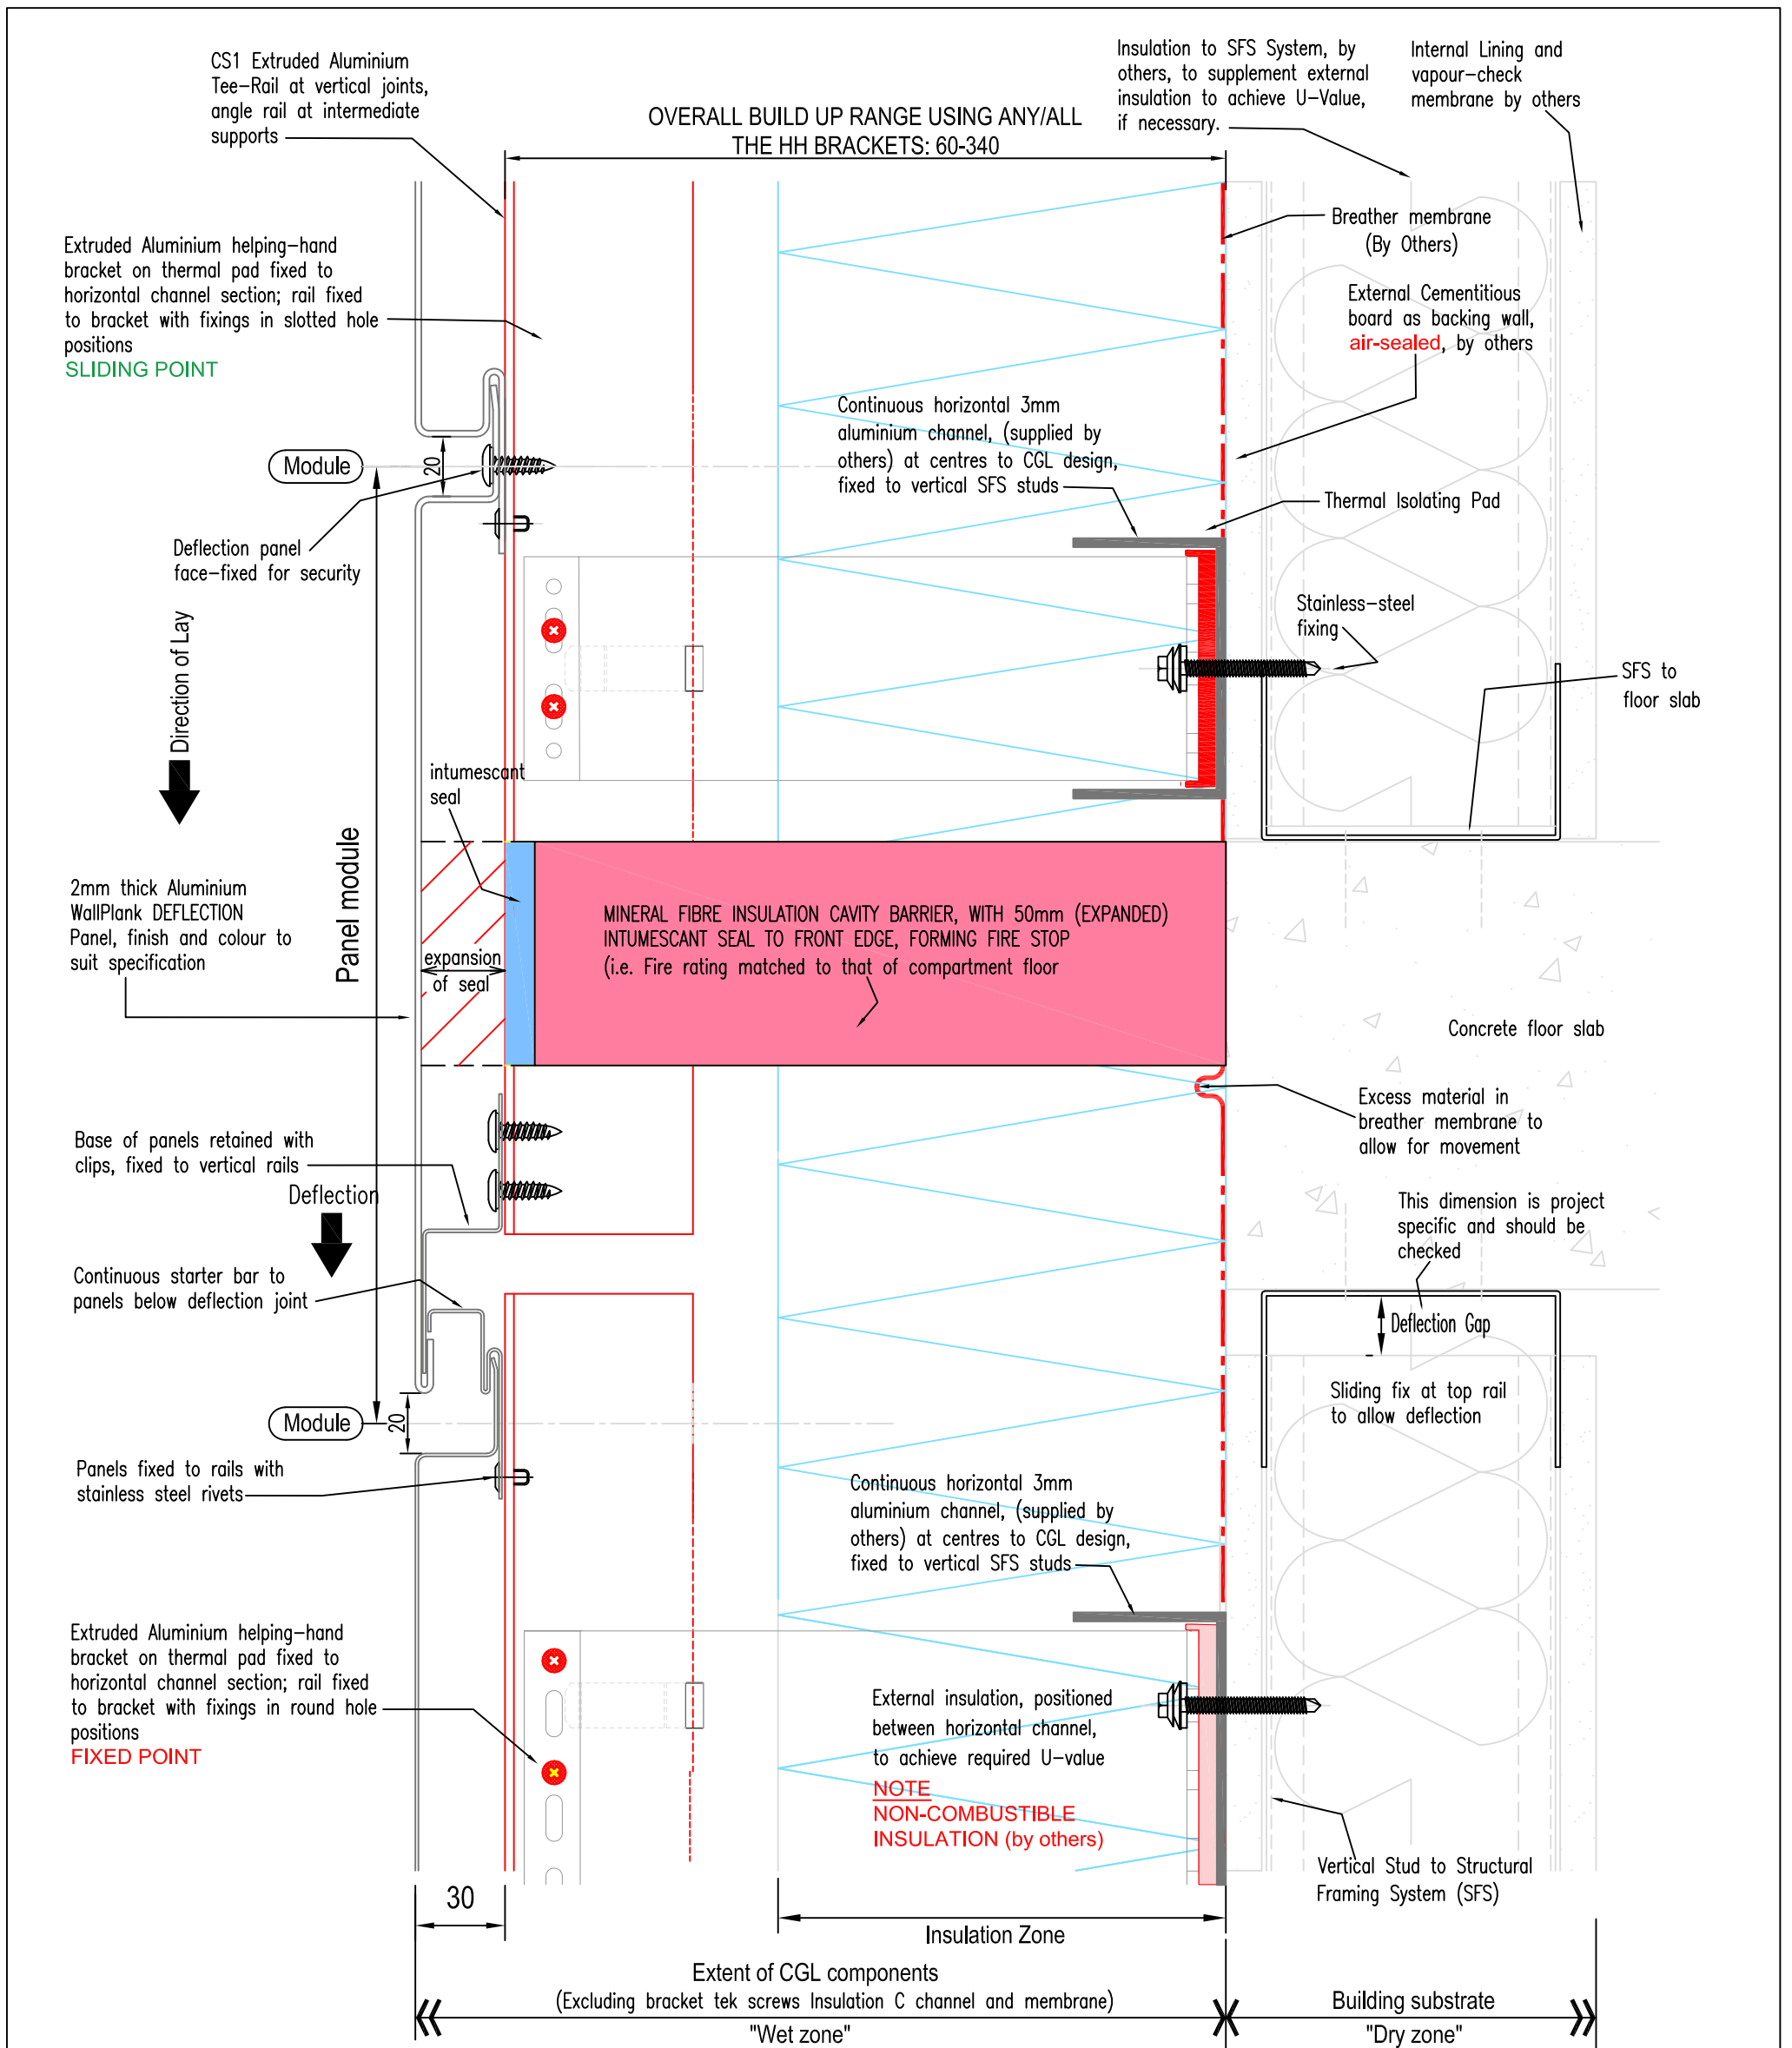 CS1 Extruded Aluminium
Tee-Rail at vertical joints,
angle rail at intermediate
supports
OVERALL BUILD UP RANGE USING ANY/ALL
THE HH BRACKETS: 60-340
Insulation to SFS System, by
others, to supplement external
insulation to achieve U-Value,
if necessary.
Internal Lining and
vapour-check
membrane by others
Extruded Aluminium helping-hand
bracket on thermal pad fixed to
horizontal channel section; rail fixed
to bracket with fixings in slotted hole
positions
SLIDING POINT
Breather membrane
(By Others)
External Cementitious
board as backing wall,
air-sealed, by others
Continuous horizontal 3mm
aluminium channel, (supplied by
others) at centres to CGL design,
fixed to vertical SFS studs
Module
20
Thermal Isolating Pad
Deflection panel
face-fixed for security
Direction of Lay
Stainless-steel
fixing
SFS to
floor slab
intumescant
seal
Panel module
2mm thick Aluminium
WallPlank DEFLECTION
Panel, finish and colour to
suit specification
expansion
of seal
MINERAL FIBRE INSULATION CAVITY BARRIER, WITH 50mm (EXPANDED)
INTUMESCANT SEAL TO FRONT EDGE, FORMING FIRE STOP
(i.e. Fire rating matched to that of compartment floor
Concrete floor slab
Excess material in
breather membrane to
allow for movement
Base of panels retained with
clips, fixed to vertical rails
Deflection
This dimension is project
specific and should be
checked
Continuous starter bar to
panels below deflection joint
Deflection Gap
Sliding fix at top rail
to allow deflection
Module
20
Panels fixed to rails with
stainless steel rivets
Continuous horizontal 3mm
aluminium channel, (supplied by
others) at centres to CGL design,
fixed to vertical SFS studs
Extruded Aluminium helping-hand
bracket on thermal pad fixed to
horizontal channel section; rail fixed
to bracket with fixings in round hole
positions
FIXED POINT
External insulation, positioned
between horizontal channel,
to achieve required U-value
NOTE
NON-COMBUSTIBLE
INSULATION (by others)
Vertical Stud to Structural
Framing System (SFS)
30
Insulation Zone
Extent of CGL components
(Excluding bracket tek screws Insulation C channel and membrane)
"Wet zone"
Building substrate
"Dry zone"